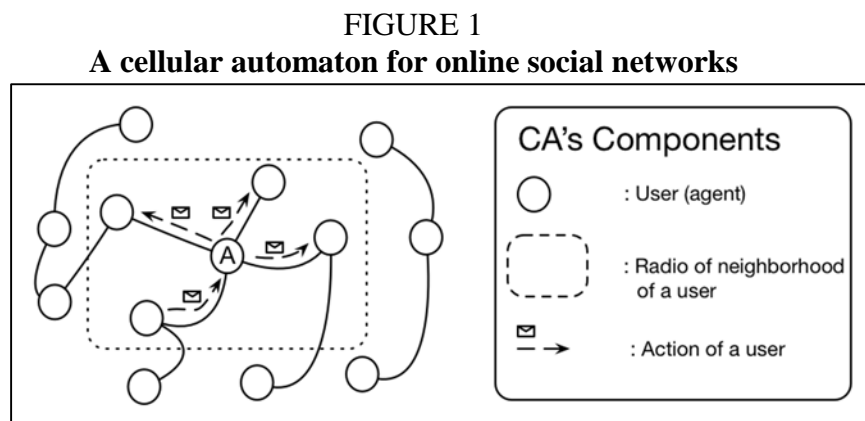 FIGURE 1
A cellular automaton for online social networks
A
CA's Components
: User (agent)
: Radio of neighborhood
of a user
: Action of a user